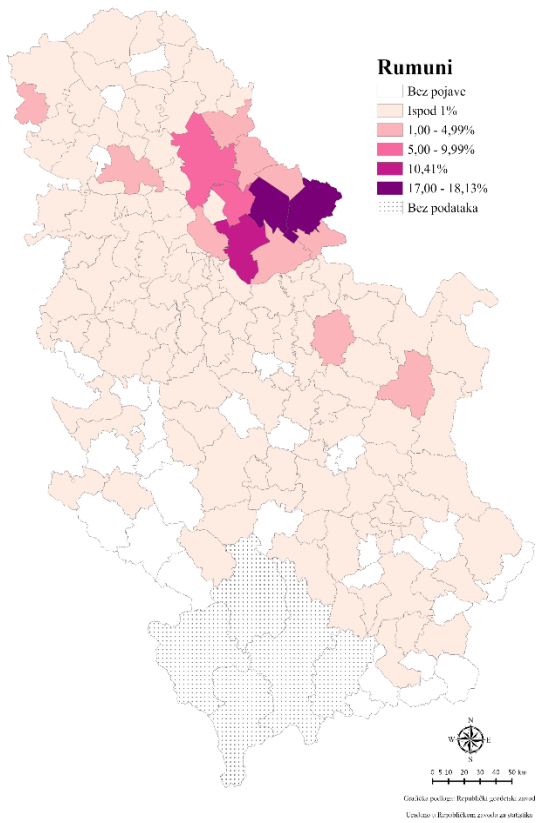 Rumuni
Bez pojave
Ispod 1%
1,00 - 4,99%
5,00 - 9,99%
10,41%
17,00 - 18,13%
Bez podataka
N
W E
N
0 5 10 20 30 40 50 km
Grafička podloga: Republički geodetski zavod
Urađeno u Republičkom zavodu za statistiku